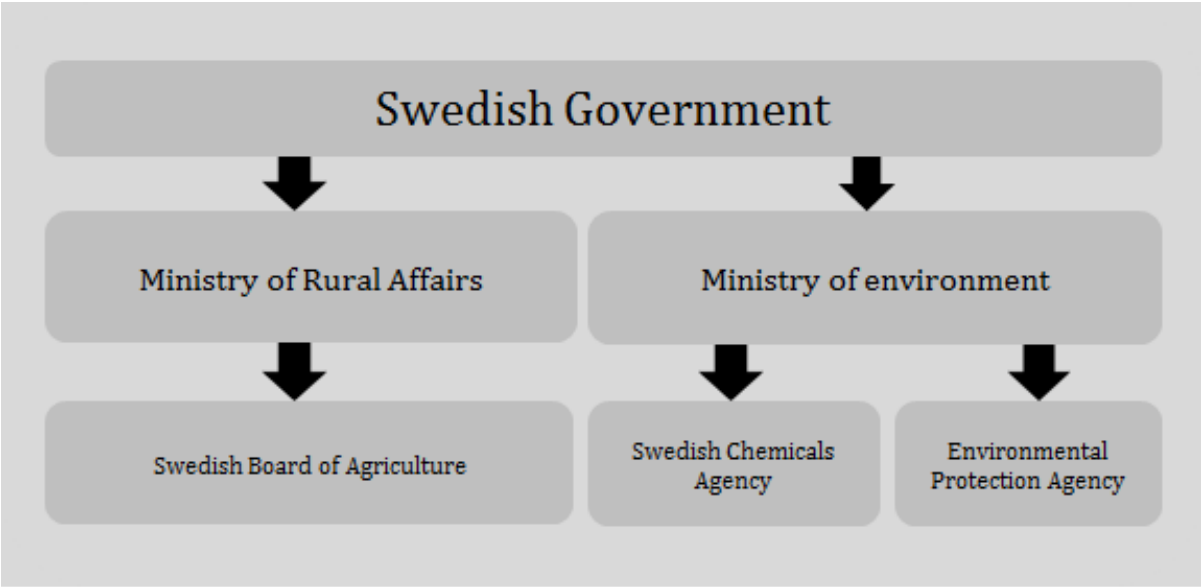 Swedish Government
Ministry of Rural Affairs
Ministry of environment
Swedish Board of Agriculture
Swedish Chemicals
Agency
Environmental
Protection Agency